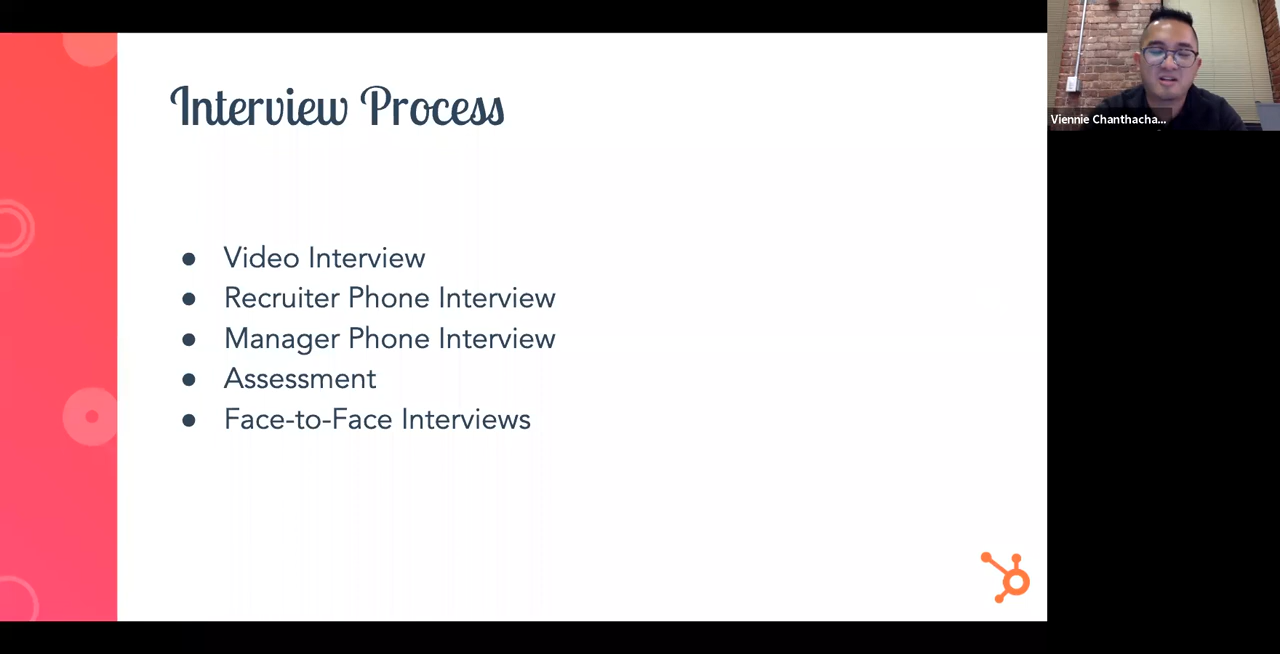 Interview Process
● Video Interview
● Recruiter Phone Interview
● Manager Phone Interview
● Assessment
● Face-to-Face Interviews
Viennie Chanthacha...